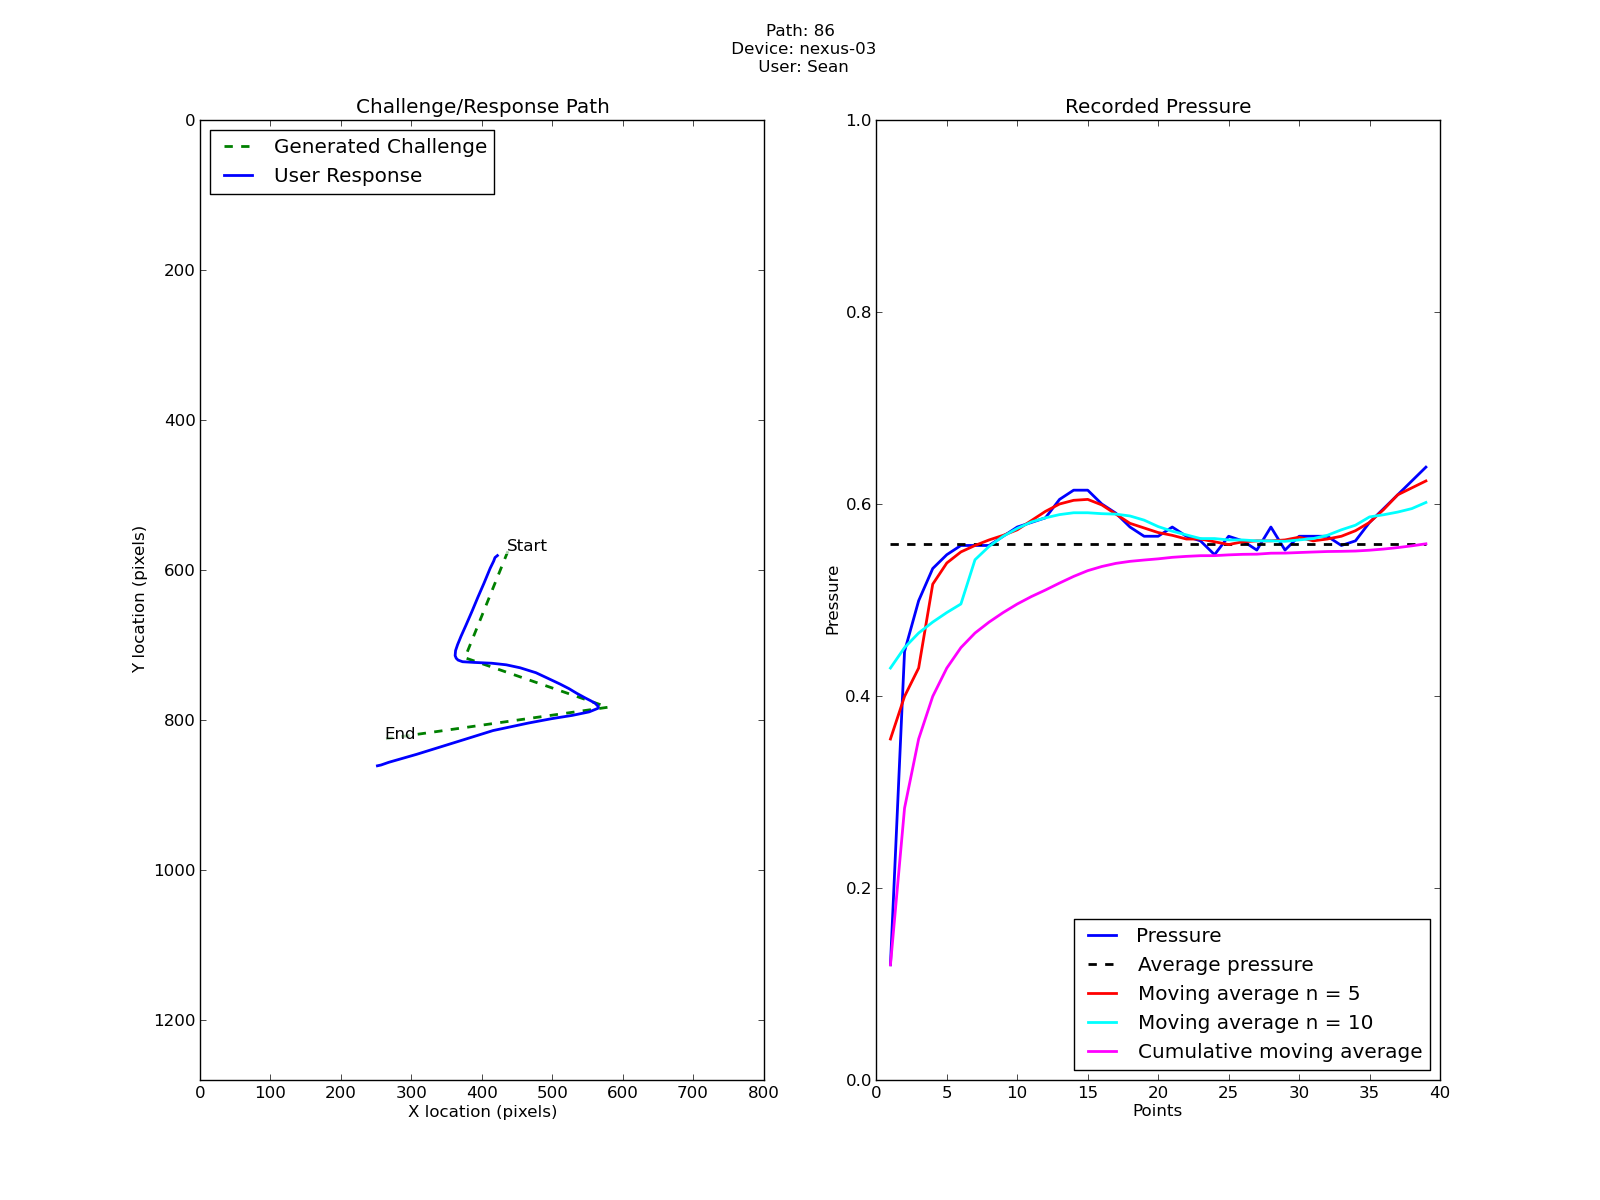 Path: 86
Device: nexus-03
User: Sean
Challenge/Response Path
Generated Challenge
User Response
0
200
400
600
800
1000
1200
Y location (pixels)
Start
End
0 100 200 300 400 500 600 700 800
X location (pixels)
Recorded Pressure
1.0
0.8
0.6
0.4
0.2
0.0
Pressure
Pressure
Average pressure
Moving average n = 5
Moving average n = 10
Cumulative moving average
0 5 10 15 20 25 30 35 40
Points